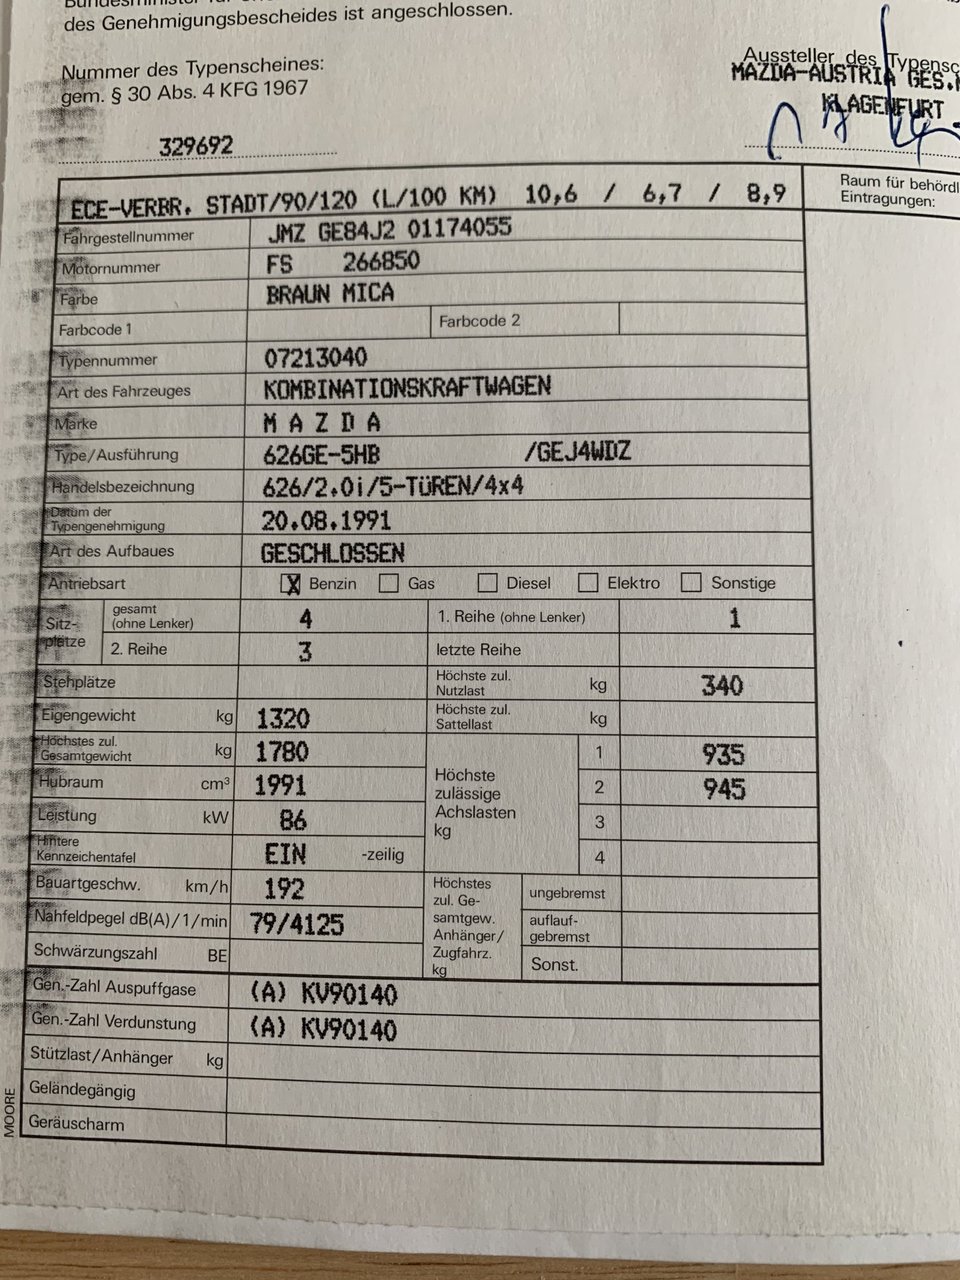 des Genehmigungsbescheides ist angeschlossen.
Nummer des Typenscheines:
gem. § 30 Abs. 4 KFG 1967
329692
Aussteller des Typensc
MAZDA-AUSTRIA GES.
KLAGENFURT
ECE-VERBR. STADT/90/120 (L/100 KM) 10,6 / 6,7 / 8,9
Raum für behördl
Eintragungen:
Fahrgestellnummer JMZ GE84J2 01174055
Motornummer FS 266850
Farbe BRAUN MICA
Farbcode 1 Farbcode 2
Typennummer 07213040
Art des Fahrzeuges KOMBINATIONSKRAFTWAGEN
Marke M A Z D A
Type/Ausführung 626GE-5HB /GEJ4WDZ
Handelsbezeichnung 626/2.0i/5-TÜREN/4x4
Datum der
Typengenehmigung 20.08.1991
Art des Aufbaues GESCHLOSSEN
Antriebsart X Benzin Gas Diesel Elektro Sonstige
Sitz-
plätze
gesamt
(ohne Lenker) 4 1. Reihe (ohne Lenker) 1
2. Reihe 3 letzte Reihe
Stehplätze Höchste zul.
Nutzlast kg 340
Eigengewicht kg 1320 Höchste zul.
Sattellast kg
Höchstes zul.
Gesamtgewicht kg 1780
Höchste
zulässige
Achslasten
kg
1 935
2 945
3
4
Hubraum cm³ 1991
Leistung kW 86
Hintere
Kennzeichentafel EIN -zeilig
Bauartgeschw. km/h 192
Höchstes
zul. Ge-
samtgew.
Anhänger/
Zugfahrz.
kg
ungebremst
auflauf-
gebremst
Sonst.
Nahfeldpegel dB(A)/1/min 79/4125
Schwärzungszahl BE
Gen.-Zahl Auspuffgase (A) KV90140
Gen.-Zahl Verdunstung (A) KV90140
Stützlast/Anhänger kg
Geländegängig
Geräuscharm
MOORE